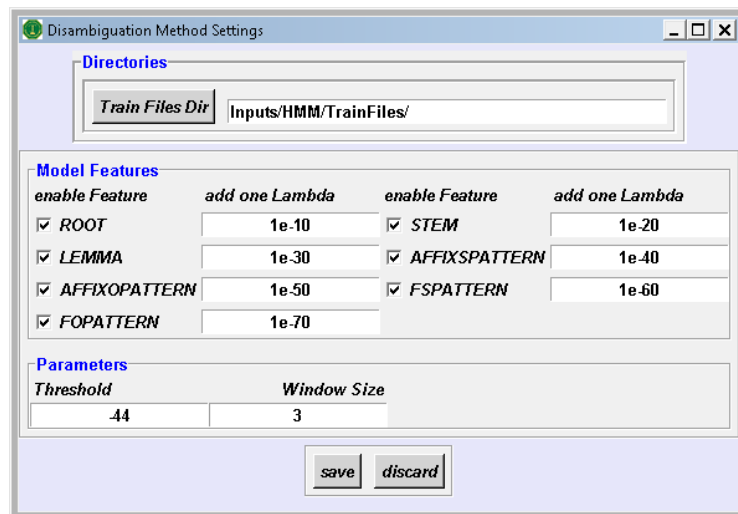 Disambiguation Method Settings
Directories
Train Files Dir Inputs/HMM/TrainFiles/
Model Features
enable Feature add one Lambda enable Feature add one Lambda
ROOT 1e-10 STEM 1e-20
LEMMA 1e-30 AFFIXSPATTERN 1e-40
AFFIXOPATTERN 1e-50 FSPATTERN 1e-60
FOPATTERN 1e-70
Parameters
Threshold Window Size
-44 3
save discard